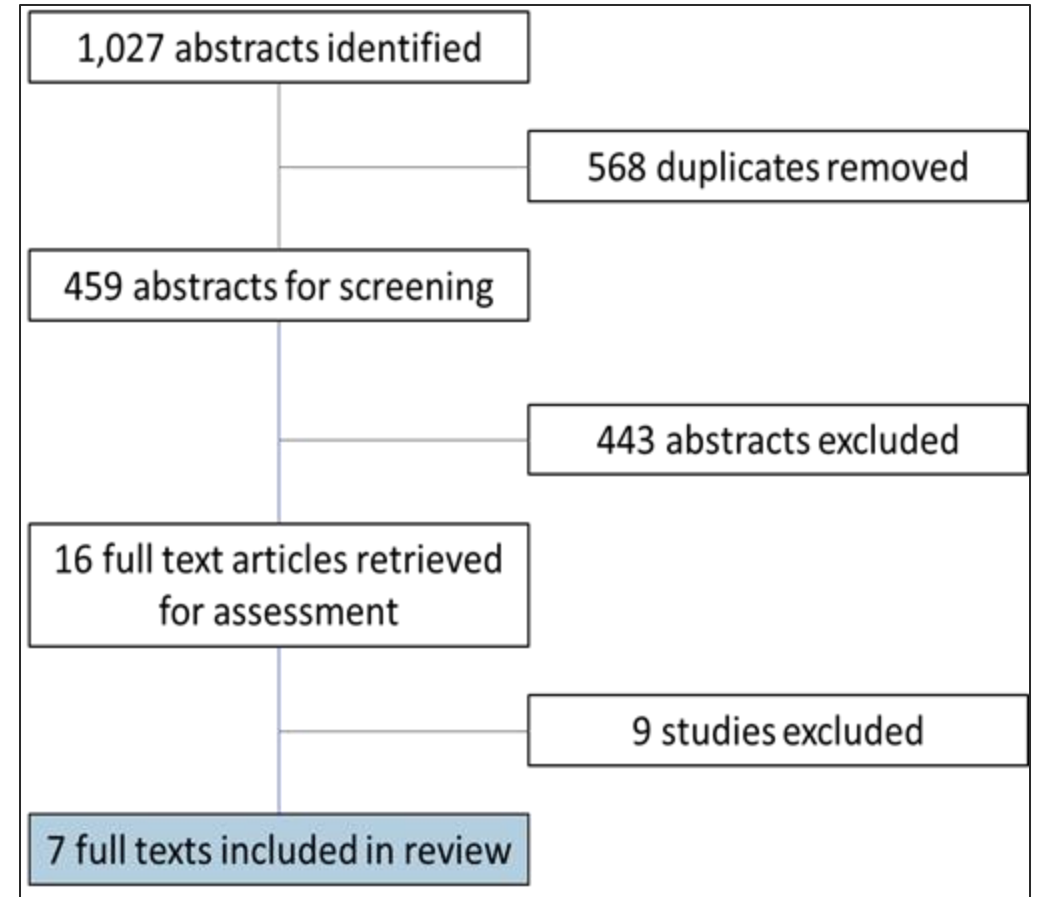 1,027 abstracts identified
568 duplicates removed
459 abstracts for screening
443 abstracts excluded
16 full text articles retrieved
for assessment
9 studies excluded
7 full texts included in review